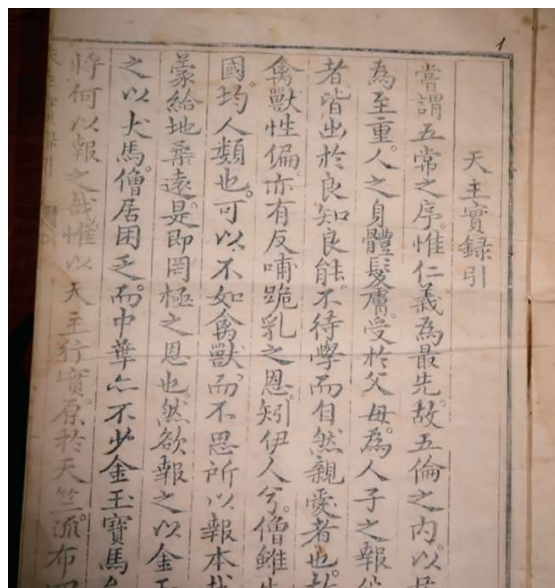 1
天主實録引
嘗謂五常之序。惟仁義為最先。故五倫之内。以
為至重。人之身體髮膚。受於父母。為人子之報
者皆出於良知良能。不待學而自然親愛者也。
禽獸性偏。亦有反哺跪乳之恩。矧伊人兮。僧雖
國。均人類也。可以不如禽獸。而不思所以報本
蒙給地
遠。是即罔極之恩也。然欲報之以金
之以犬馬。僧居困乏。而中華亦不少金玉寶馬
將何以報之哉。惟以天主行實。原於天竺。流布四